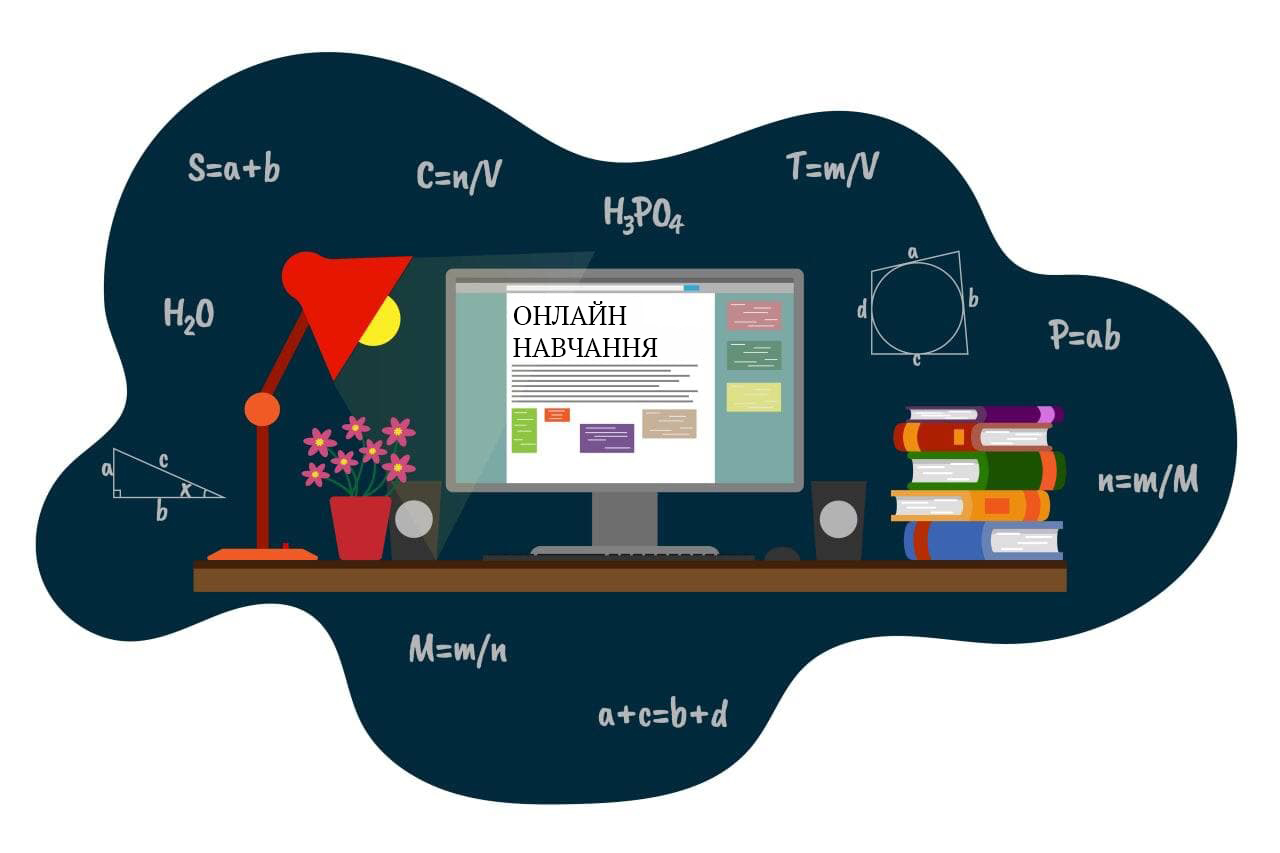 S=a+b
C=n/V
T=m/V
H₃PO₄
H₂O
a
d
b
c
P=ab
ОНЛАЙН
НАВЧАННЯ
a
c
x
b
n=m/M
M=m/n
a+c=b+d